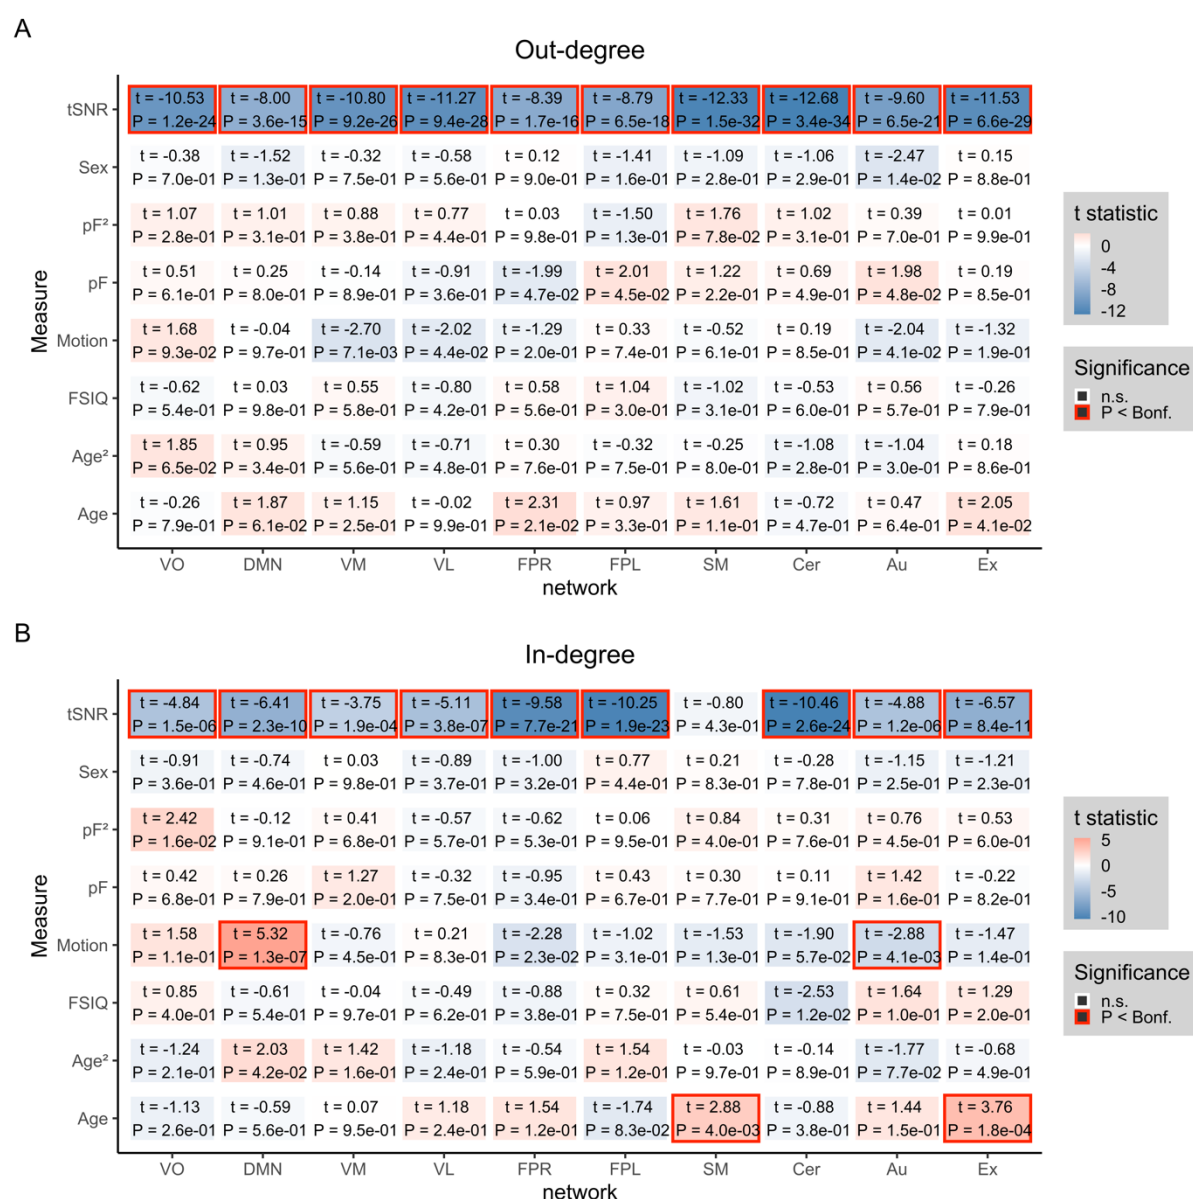 A
Out-degree
tSNR
t = -10.53 t = -8.00 t = -10.80 t = -11.27 t = -8.39 t = -8.79 t = -12.33 t = -12.68 t = -9.60 t = -11.53
P = 1.2e-24 P = 3.6e-15 P = 9.2e-26 P = 9.4e-28 P = 1.7e-16 P = 6.5e-18 P = 1.5e-32 P = 3.4e-34 P = 6.5e-21 P = 6.6e-29
Sex
t = -0.38 t = -1.52 t = -0.32 t = -0.58 t = 0.12 t = -1.41 t = -1.09 t = -1.06 t = -2.47 t = 0.15
P = 7.0e-01 P = 1.3e-01 P = 7.5e-01 P = 5.6e-01 P = 9.0e-01 P = 1.6e-01 P = 2.8e-01 P = 2.9e-01 P = 1.4e-02 P = 8.8e-01
pF²
t = 1.07 t = 1.01 t = 0.88 t = 0.77 t = 0.03 t = -1.50 t = 1.76 t = 1.02 t = 0.39 t = 0.01
P = 2.8e-01 P = 3.1e-01 P = 3.8e-01 P = 4.4e-01 P = 9.8e-01 P = 1.3e-01 P = 7.8e-02 P = 3.1e-01 P = 7.0e-01 P = 9.9e-01
pF
t = 0.51 t = 0.25 t = -0.14 t = -0.91 t = -1.99 t = 2.01 t = 1.22 t = 0.69 t = 1.98 t = 0.19
P = 6.1e-01 P = 8.0e-01 P = 8.9e-01 P = 3.6e-01 P = 4.7e-02 P = 4.5e-02 P = 2.2e-01 P = 4.9e-01 P = 4.8e-02 P = 8.5e-01
Motion
t = 1.68 t = -0.04 t = -2.70 t = -2.02 t = -1.29 t = 0.33 t = -0.52 t = 0.19 t = -2.04 t = -1.32
P = 9.3e-02 P = 9.7e-01 P = 7.1e-03 P = 4.4e-02 P = 2.0e-01 P = 7.4e-01 P = 6.1e-01 P = 8.5e-01 P = 4.1e-02 P = 1.9e-01
FSIQ
t = -0.62 t = 0.03 t = 0.55 t = -0.80 t = 0.58 t = 1.04 t = -1.02 t = -0.53 t = 0.56 t = -0.26
P = 5.4e-01 P = 9.8e-01 P = 5.8e-01 P = 4.2e-01 P = 5.6e-01 P = 3.0e-01 P = 3.1e-01 P = 6.0e-01 P = 5.7e-01 P = 7.9e-01
Age²
t = 1.85 t = 0.95 t = -0.59 t = -0.71 t = 0.30 t = -0.32 t = -0.25 t = -1.08 t = -1.04 t = 0.18
P = 6.5e-02 P = 3.4e-01 P = 5.6e-01 P = 4.8e-01 P = 7.6e-01 P = 7.5e-01 P = 8.0e-01 P = 2.8e-01 P = 3.0e-01 P = 8.6e-01
Age
t = -0.26 t = 1.87 t = 1.15 t = -0.02 t = 2.31 t = 0.97 t = 1.61 t = -0.72 t = 0.47 t = 2.05
P = 7.9e-01 P = 6.1e-02 P = 2.5e-01 P = 9.9e-01 P = 2.1e-02 P = 3.3e-01 P = 1.1e-01 P = 4.7e-01 P = 6.4e-01 P = 4.1e-02
Measure
VO DMN VM VL FPR FPL SM Cer Au Ex
network
t statistic
0
-4
-8
-12
Significance
n.s.
P < Bonf.
B
In-degree
tSNR
t = -4.84 t = -6.41 t = -3.75 t = -5.11 t = -9.58 t = -10.25 t = -0.80 t = -10.46 t = -4.88 t = -6.57
P = 1.5e-06 P = 2.3e-10 P = 1.9e-04 P = 3.8e-07 P = 7.7e-21 P = 1.9e-23 P = 4.3e-01 P = 2.6e-24 P = 1.2e-06 P = 8.4e-11
Sex
t = -0.91 t = -0.74 t = 0.03 t = -0.89 t = -1.00 t = 0.77 t = 0.21 t = -0.28 t = -1.15 t = -1.21
P = 3.6e-01 P = 4.6e-01 P = 9.8e-01 P = 3.7e-01 P = 3.2e-01 P = 4.4e-01 P = 8.3e-01 P = 7.8e-01 P = 2.5e-01 P = 2.3e-01
pF²
t = 2.42 t = -0.12 t = 0.41 t = -0.57 t = -0.62 t = 0.06 t = 0.84 t = 0.31 t = 0.76 t = 0.53
P = 1.6e-02 P = 9.1e-01 P = 6.8e-01 P = 5.7e-01 P = 5.3e-01 P = 9.5e-01 P = 4.0e-01 P = 7.6e-01 P = 4.5e-01 P = 6.0e-01
pF
t = 0.42 t = 0.26 t = 1.27 t = -0.32 t = -0.95 t = 0.43 t = 0.30 t = 0.11 t = 1.42 t = -0.22
P = 6.8e-01 P = 7.9e-01 P = 2.0e-01 P = 7.5e-01 P = 3.4e-01 P = 6.7e-01 P = 7.7e-01 P = 9.1e-01 P = 1.6e-01 P = 8.2e-01
Motion
t = 1.58 t = 5.32 t = -0.76 t = 0.21 t = -2.28 t = -1.02 t = -1.53 t = -1.90 t = -2.88 t = -1.47
P = 1.1e-01 P = 1.3e-07 P = 4.5e-01 P = 8.3e-01 P = 2.3e-02 P = 3.1e-01 P = 1.3e-01 P = 5.7e-02 P = 4.1e-03 P = 1.4e-01
FSIQ
t = 0.85 t = -0.61 t = -0.04 t = -0.49 t = -0.88 t = 0.32 t = 0.61 t = -2.53 t = 1.64 t = 1.29
P = 4.0e-01 P = 5.4e-01 P = 9.7e-01 P = 6.2e-01 P = 3.8e-01 P = 7.5e-01 P = 5.4e-01 P = 1.2e-02 P = 1.0e-01 P = 2.0e-01
Age²
t = -1.24 t = 2.03 t = 1.42 t = -1.18 t = -0.54 t = 1.54 t = -0.03 t = -0.14 t = -1.77 t = -0.68
P = 2.1e-01 P = 4.2e-02 P = 1.6e-01 P = 2.4e-01 P = 5.9e-01 P = 1.2e-01 P = 9.7e-01 P = 8.9e-01 P = 7.7e-02 P = 4.9e-01
Age
t = -1.13 t = -0.59 t = 0.07 t = 1.18 t = 1.54 t = -1.74 t = 2.88 t = -0.88 t = 1.44 t = 3.76
P = 2.6e-01 P = 5.6e-01 P = 9.5e-01 P = 2.4e-01 P = 1.2e-01 P = 8.3e-02 P = 4.0e-03 P = 3.8e-01 P = 1.5e-01 P = 1.8e-04
Measure
VO DMN VM VL FPR FPL SM Cer Au Ex
network
t statistic
5
0
-5
-10
Significance
n.s.
P < Bonf.